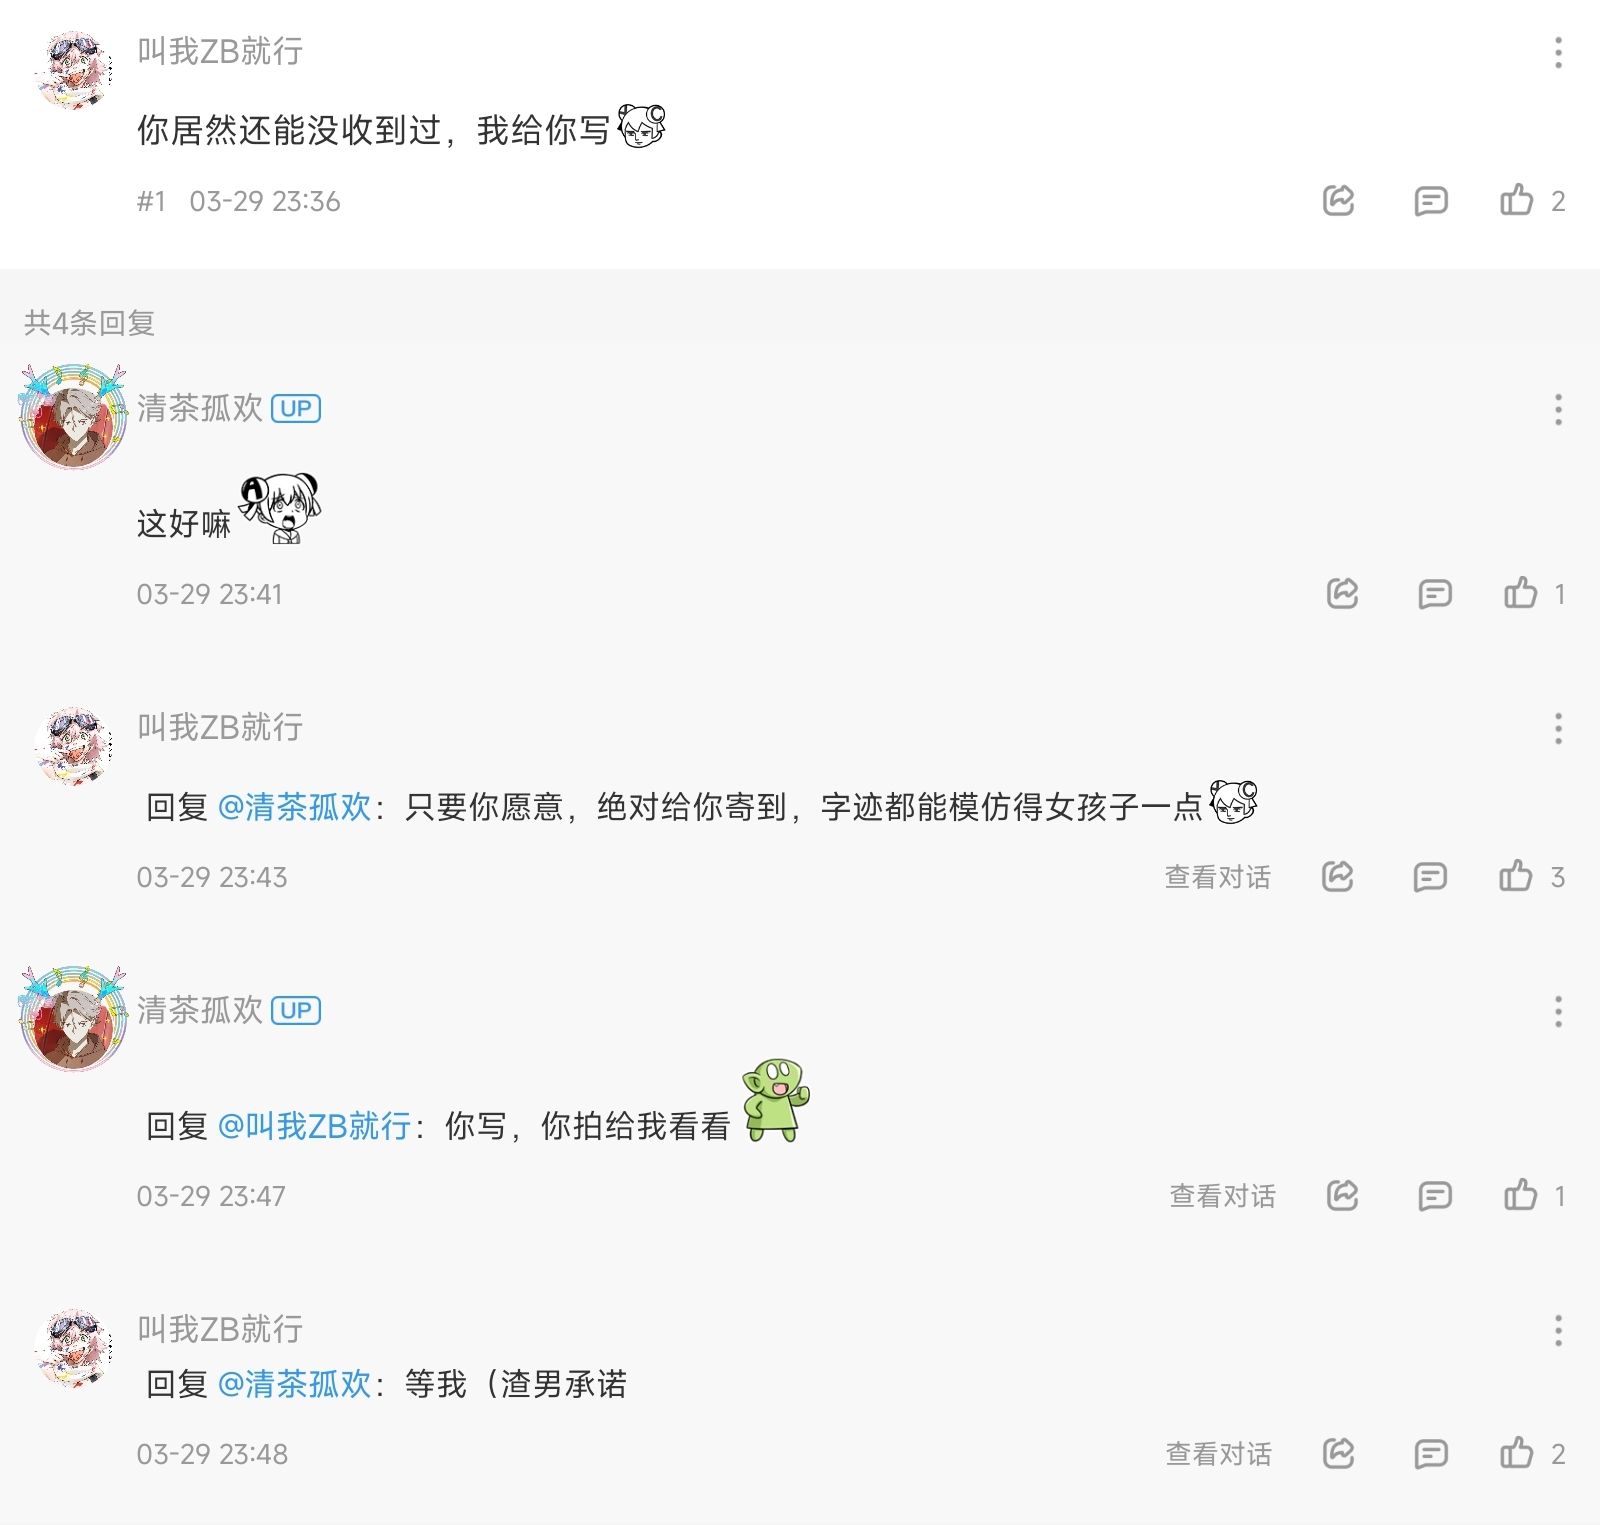 叫我ZB就行
你居然还能没收到过，我给你写
#1 03-29 23:36 2
共4条回复
清茶孤欢 UP
这好嘛
03-29 23:41 1
叫我ZB就行
回复 @清茶孤欢：只要你愿意，绝对给你寄到，字迹都能模仿得女孩子一点
03-29 23:43 查看对话 3
清茶孤欢 UP
回复 @叫我ZB就行：你写，你拍给我看看
03-29 23:47 查看对话 1
叫我ZB就行
回复 @清茶孤欢：等我（渣男承诺
03-29 23:48 查看对话 2